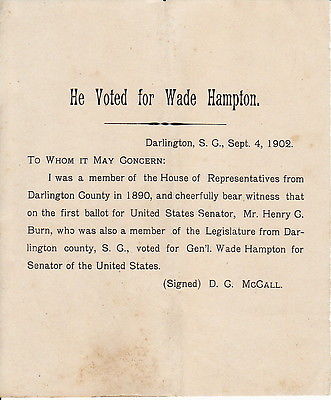 He Voted for Wade Hampton.
Darlington, S. C., Sept. 4, 1902.
TO WHOM IT MAY CONCERN:
I was a member of the House of Representatives from
Darlington County in 1890, and cheerfully bear witness that
on the first ballot for United States Senator, Mr. Henry C.
Burn, who was also a member of the Legislature from Dar-
lington county, S. C., voted for Gen'l. Wade Hampton for
Senator of the United States.
(Signed) D. G. McCALL.